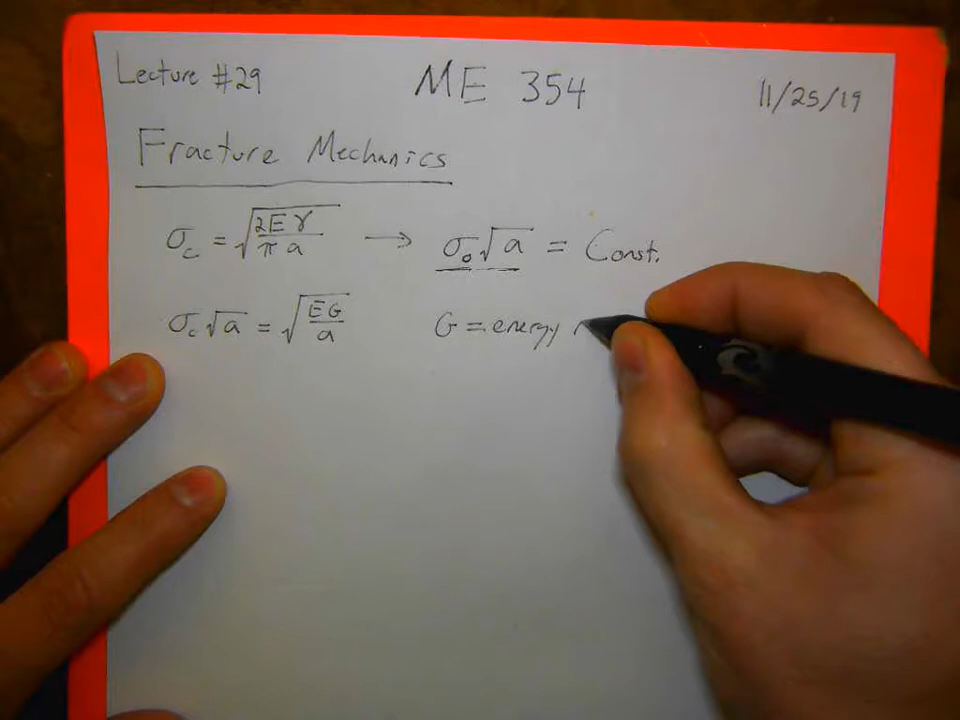 Lecture #29 ME 354 11/25/19
Fracture Mechanics
σc = √(2Eγ/πa) → σo√a = Const.
σc√a = √(EG/a) G = energy r